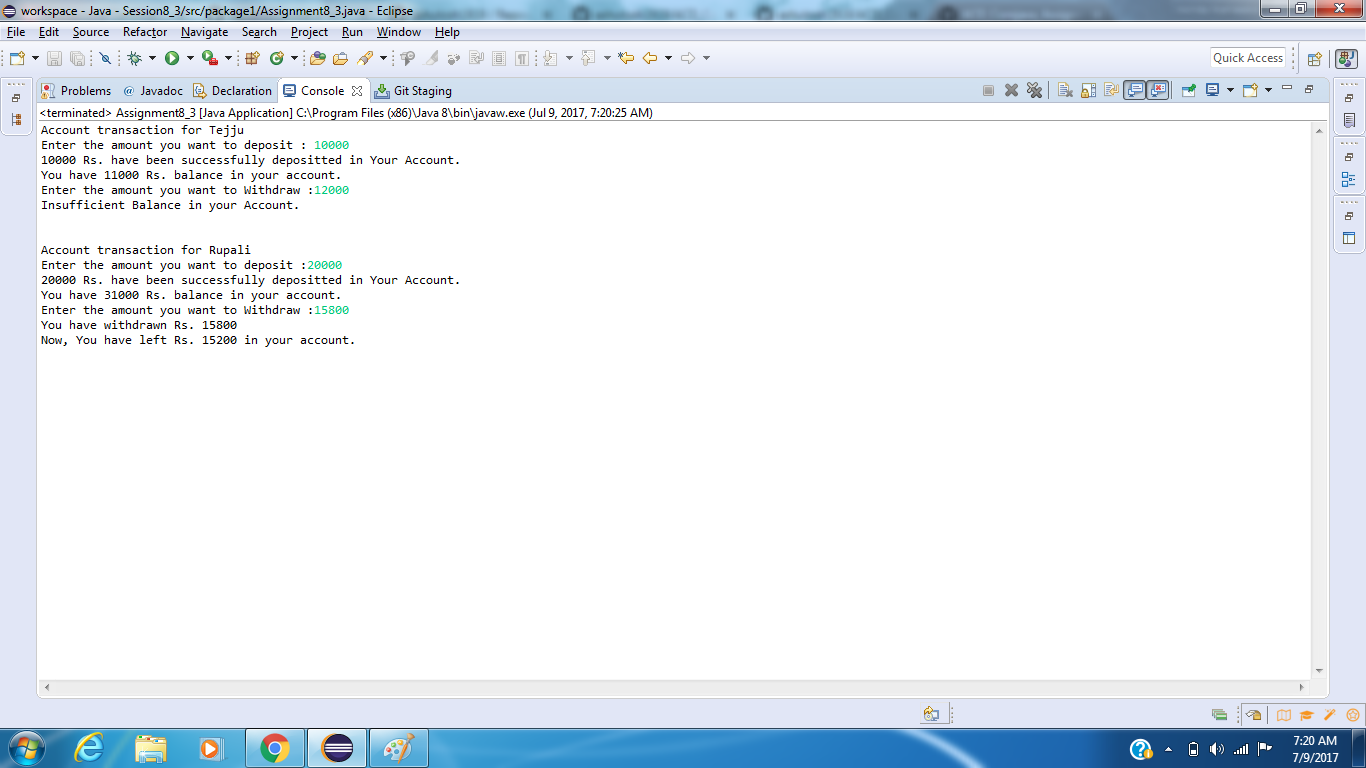 workspace - Java - Session8_3/src/package1/Assignment8_3.java - Eclipse
File Edit Source Refactor Navigate Search Project Run Window Help
Quick Access
Problems @ Javadoc Declaration Console Git Staging
<terminated> Assignment8_3 [Java Application] C:\Program Files (x86)\Java 8\bin\javaw.exe (Jul 9, 2017, 7:20:25 AM)
Account transaction for Tejju
Enter the amount you want to deposit : 10000
10000 Rs. have been successfully depositted in Your Account.
You have 11000 Rs. balance in your account.
Enter the amount you want to Withdraw :12000
Insufficient Balance in your Account.
Account transaction for Rupali
Enter the amount you want to deposit :20000
20000 Rs. have been successfully depositted in Your Account.
You have 31000 Rs. balance in your account.
Enter the amount you want to Withdraw :15800
You have withdrawn Rs. 15800
Now, You have left Rs. 15200 in your account.
7:20 AM
7/9/2017